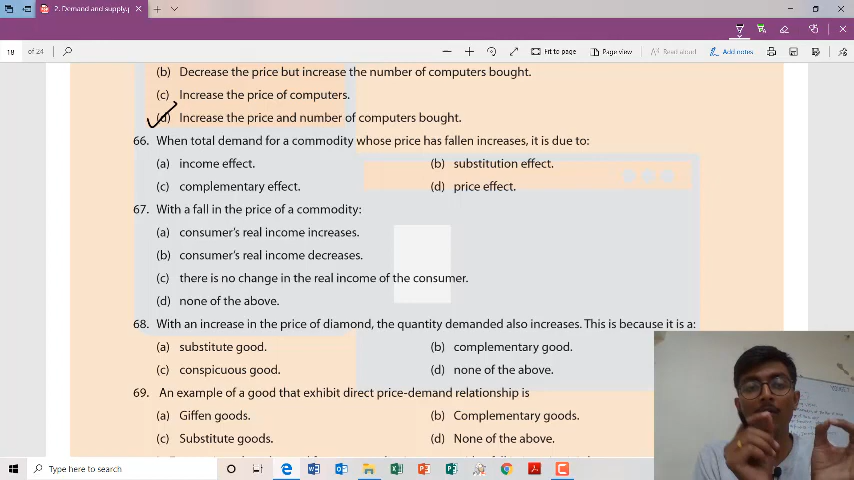 2. Demand and supply.p
18 of 24
Fit to page
Page view
Read aloud
Add notes
(b) Decrease the price but increase the number of computers bought.
(c) Increase the price of computers.
(d) Increase the price and number of computers bought.
66. When total demand for a commodity whose price has fallen increases, it is due to:
(a) income effect. (b) substitution effect.
(c) complementary effect. (d) price effect.
67. With a fall in the price of a commodity:
(a) consumer's real income increases.
(b) consumer's real income decreases.
(c) there is no change in the real income of the consumer.
(d) none of the above.
68. With an increase in the price of diamond, the quantity demanded also increases. This is because it is a:
(a) substitute good. (b) complementary good.
(c) conspicuous good. (d) none of the above.
69. An example of a good that exhibit direct price-demand relationship is
(a) Giffen goods. (b) Complementary goods.
(c) Substitute goods. (d) None of the above.
Type here to search